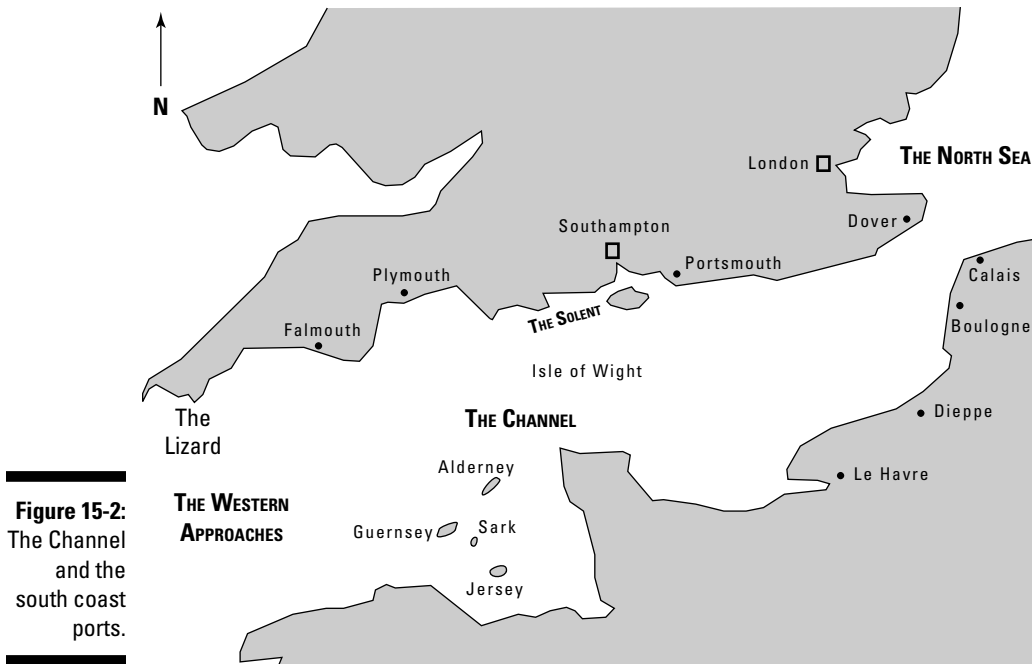 N
London
THE NORTH SEA
Dover
Southampton
Portsmouth
Calais
Plymouth
Boulogne
THE SOLENT
Falmouth
Isle of Wight
The
Lizard
THE CHANNEL
Dieppe
Alderney
Le Havre
THE WESTERN
APPROACHES
Guernsey
Sark
Jersey
Figure 15-2:
The Channel
and the
south coast
ports.